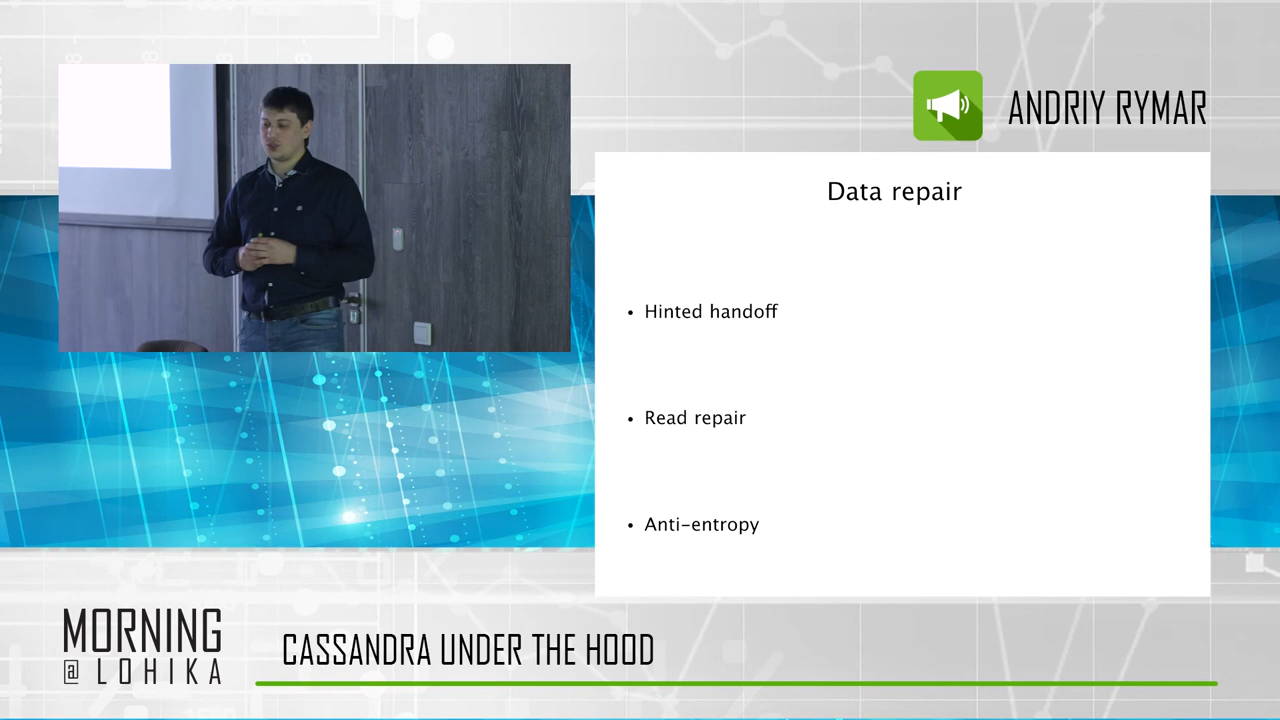 ANDRIY RYMAR
Data repair
• Hinted handoff
• Read repair
• Anti-entropy
MORNING
@ LOHIKA
CASSANDRA UNDER THE HOOD